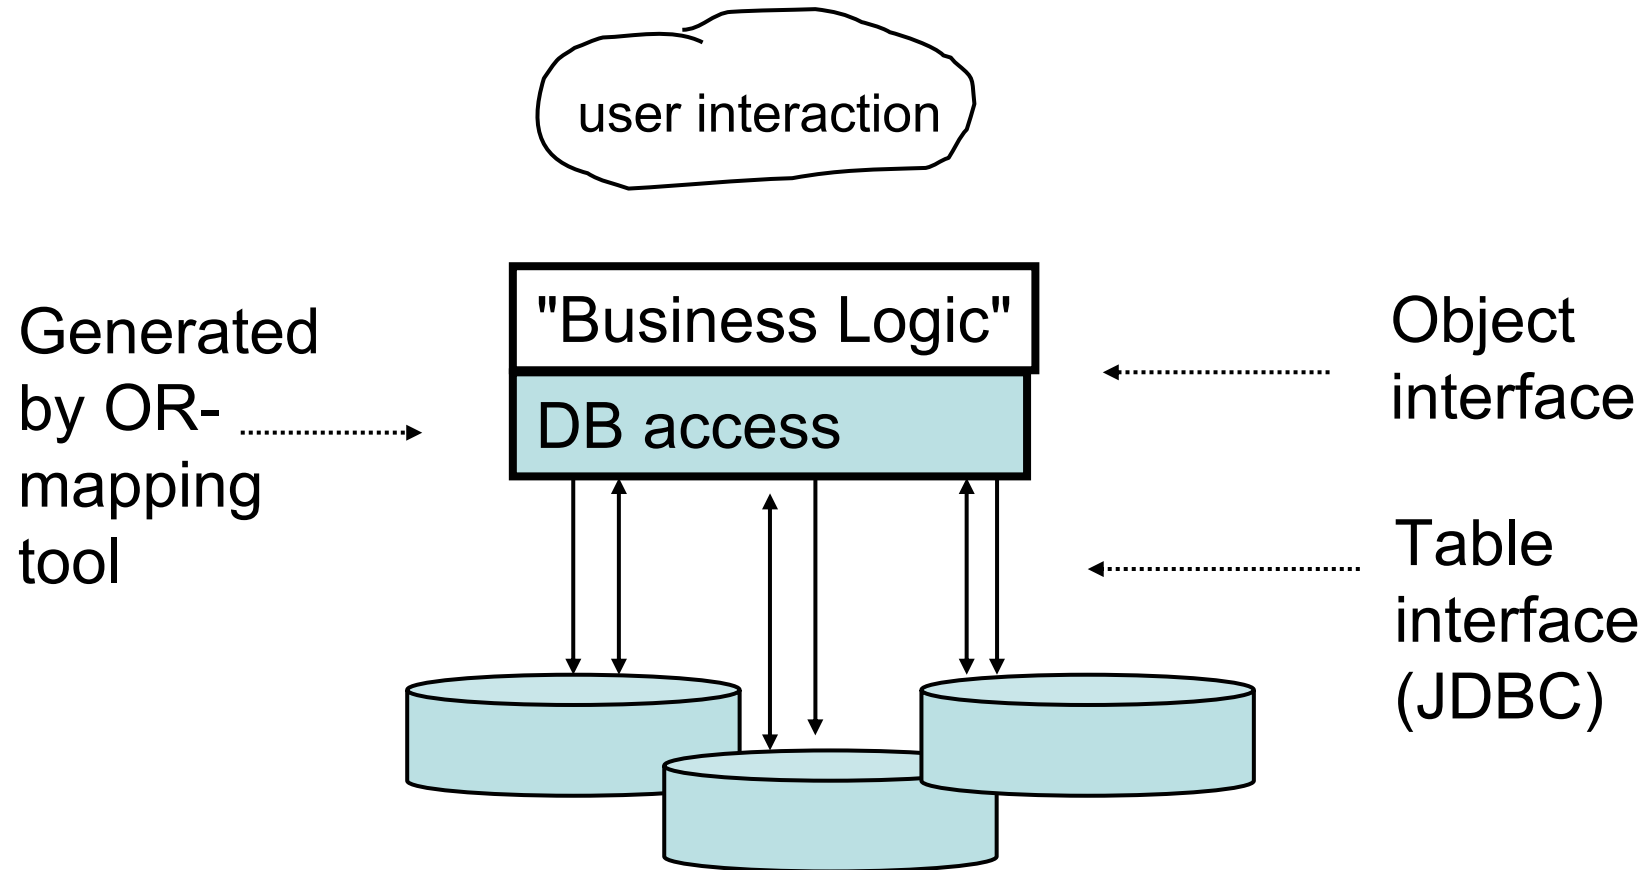 user interaction
"Business Logic"
DB access
Generated
by OR-
mapping
tool
Object
interface
Table
interface
(JDBC)